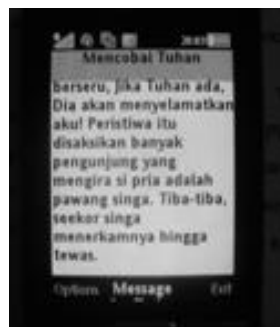 Mencobai Tuhan
berseru, Jika Tuhan ada,
Dia akan menyelamatkan
aku! Peristiwa itu
disaksikan banyak
pengunjung yang
mengira si pria adalah
pawang singa. Tiba-tiba,
seekor singa
menerkamnya hingga
tewas.
Options Message Exit